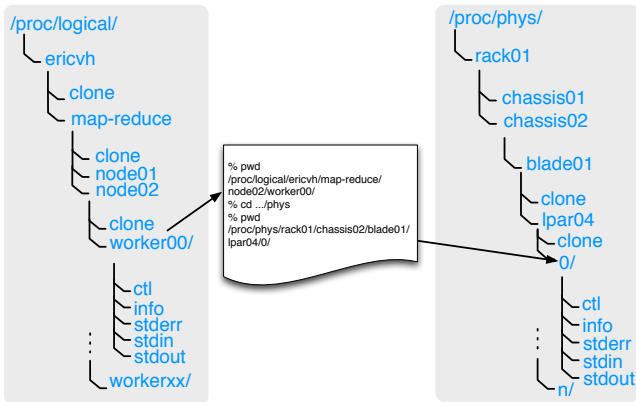 /proc/logical/
ericvh
clone
map-reduce
clone
node01
node02
clone
worker00/
ctl
info
stderr
stdin
stdout
workerxx/
% pwd
/proc/logical/ericvh/map-reduce/
node02/worker00/
% cd .../phys
% pwd
/proc/phys/rack01/chassis02/blade01/
lpar04/0/
/proc/phys/
rack01
chassis01
chassis02
blade01
clone
lpar04
clone
0/
ctl
info
stderr
stdin
stdout
n/